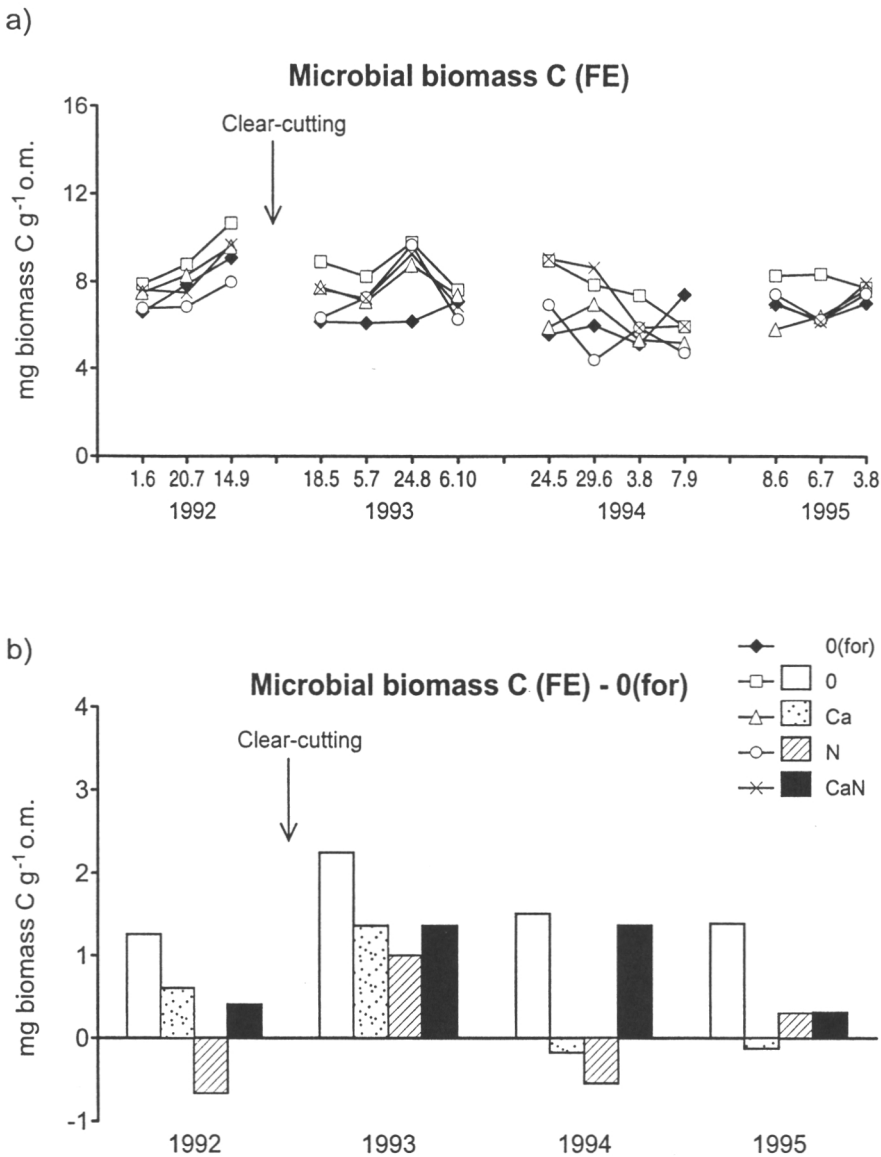 a)
Microbial biomass C (FE)
16
Clear-cutting
12
8
4
0
mg biomass C g-1 o.m.
1.6 20.7 14.9 18.5 5.7 24.8 6.10 24.5 29.6 3.8 7.9 8.6 6.7 3.8
1992 1993 1994 1995
b)
0(for)
Microbial biomass C (FE) - 0(for)
0
Ca
N
CaN
4
Clear-cutting
3
2
1
0
-1
mg biomass C g-1 o.m.
1992 1993 1994 1995